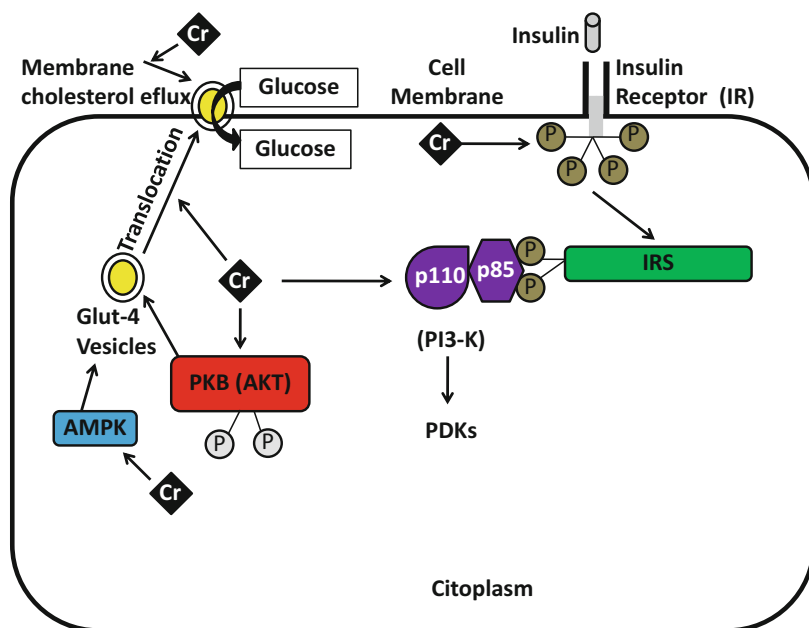 Cr
Membrane
cholesterol eflux
Glucose
Glucose
Cell
Membrane
Insulin
Insulin
Receptor (IR)
Cr
P
P
P
P
Translocation
Cr
p110
p85
P
P
IRS
(PI3-K)
PDKs
Glut-4
Vesicles
PKB (AKT)
P
P
AMPK
Cr
Citoplasm